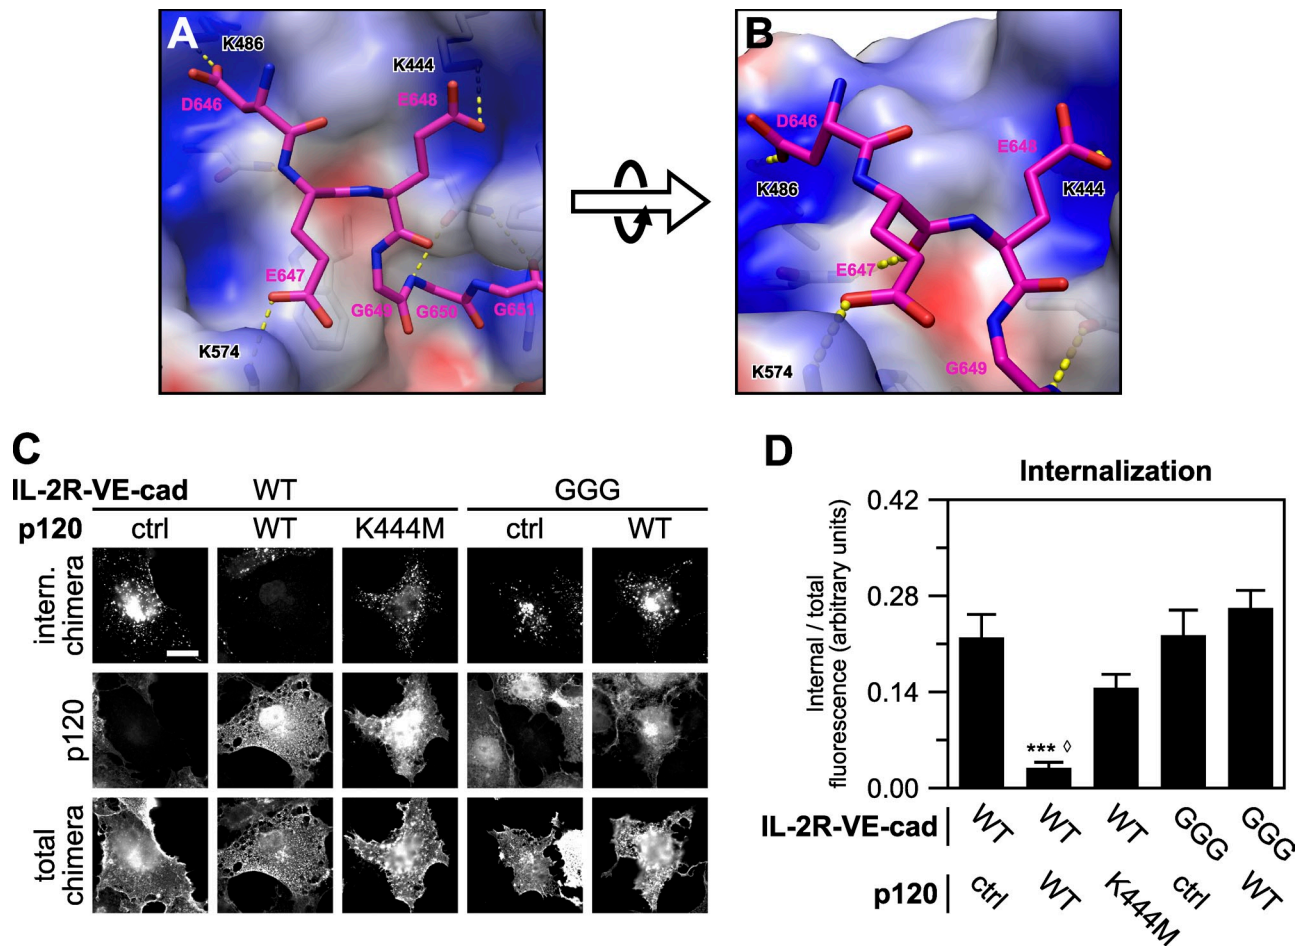 A
K486
K444
D646
E648
E647
G649
G650
G651
K574
B
D646
E648
K486
K444
E647
K574
G649
C
IL-2R-VE-cad WT GGG
p120 ctrl WT K444M ctrl WT
intern.
chimera
p120
total
chimera
D
Internalization
Internal / total
fluorescence (arbitrary units)
0.42
0.28
0.14
0.00
*** ◊
IL-2R-VE-cad WT WT WT GGG GGG
p120 ctrl WT K444M ctrl WT